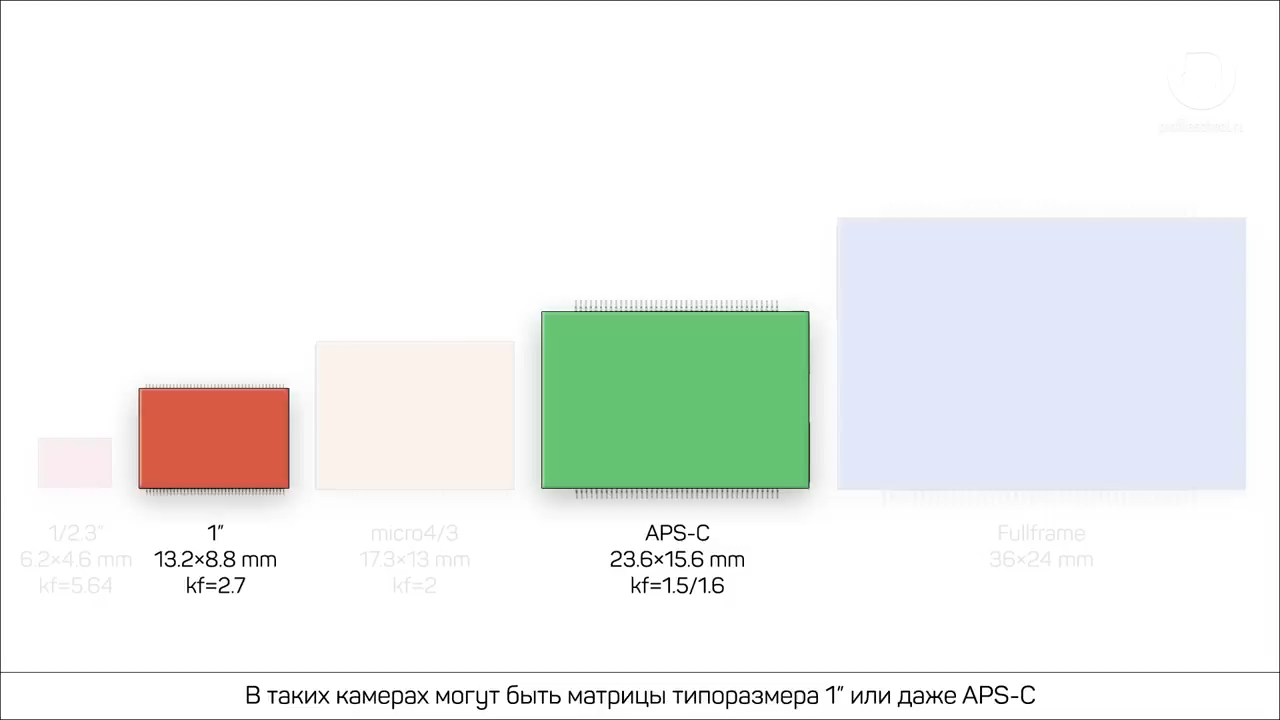 1/2.3″
6.2×4.6 mm
kf=5.64
1″
13.2×8.8 mm
kf=2.7
micro4/3
17.3×13 mm
kf=2
APS-C
23.6×15.6 mm
kf=1.5/1.6
Fullframe
36×24 mm
В таких камерах могут быть матрицы типоразмера 1″ или даже APS-C